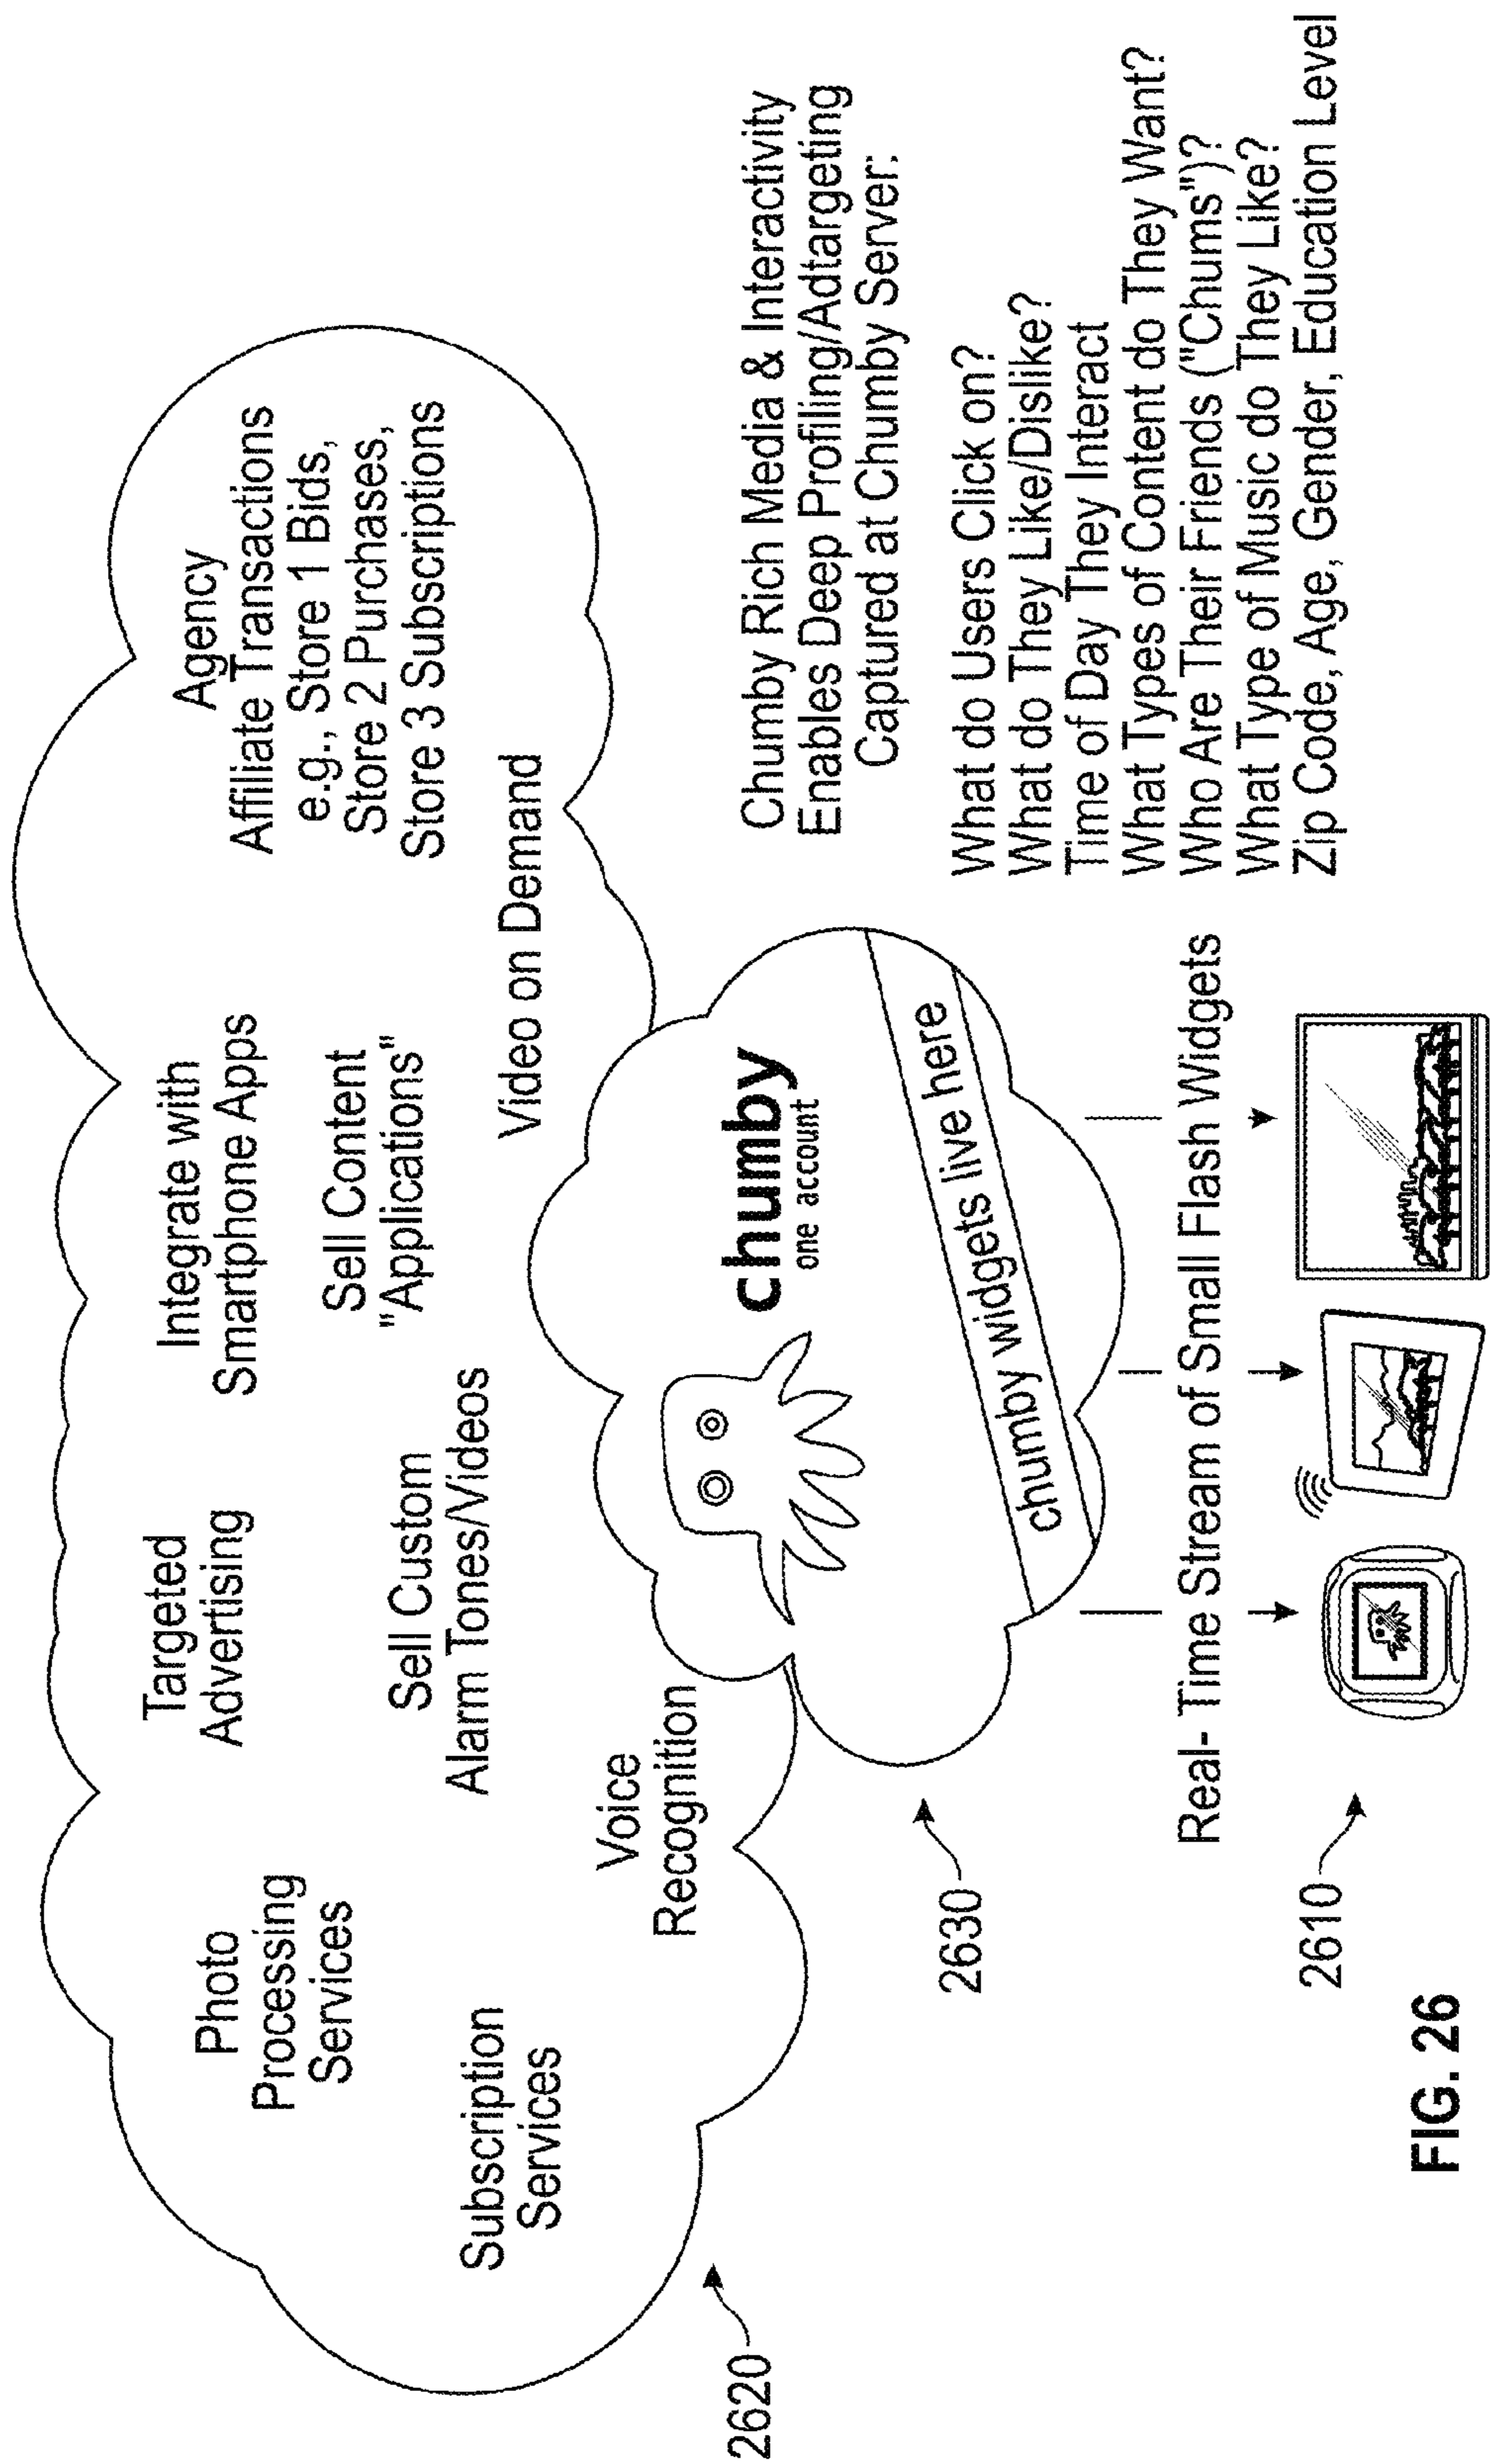 Photo
Processing
Services
Targeted
Advertising
Integrate with
Smartphone Apps
Agency
Affiliate Transactions
e.g., Store 1 Bids,
Store 2 Purchases,
Store 3 Subscriptions
Subscription
Services
Sell Custom
Alarm Tones/Videos
Sell Content
"Applications"
Video on Demand
Voice
Recognition
2620
chumby
one account
chumby widgets live here
2630
Chumby Rich Media & Interactivity
Enables Deep Profiling/Adtargeting
Captured at Chumby Server:
What do Users Click on?
What do They Like/Dislike?
Time of Day They Interact
What Types of Content do They Want?
Who Are Their Friends ("Chums")?
What Type of Music do They Like?
Zip Code, Age, Gender, Education Level
Real- Time Stream of Small Flash Widgets
2610
FIG. 26